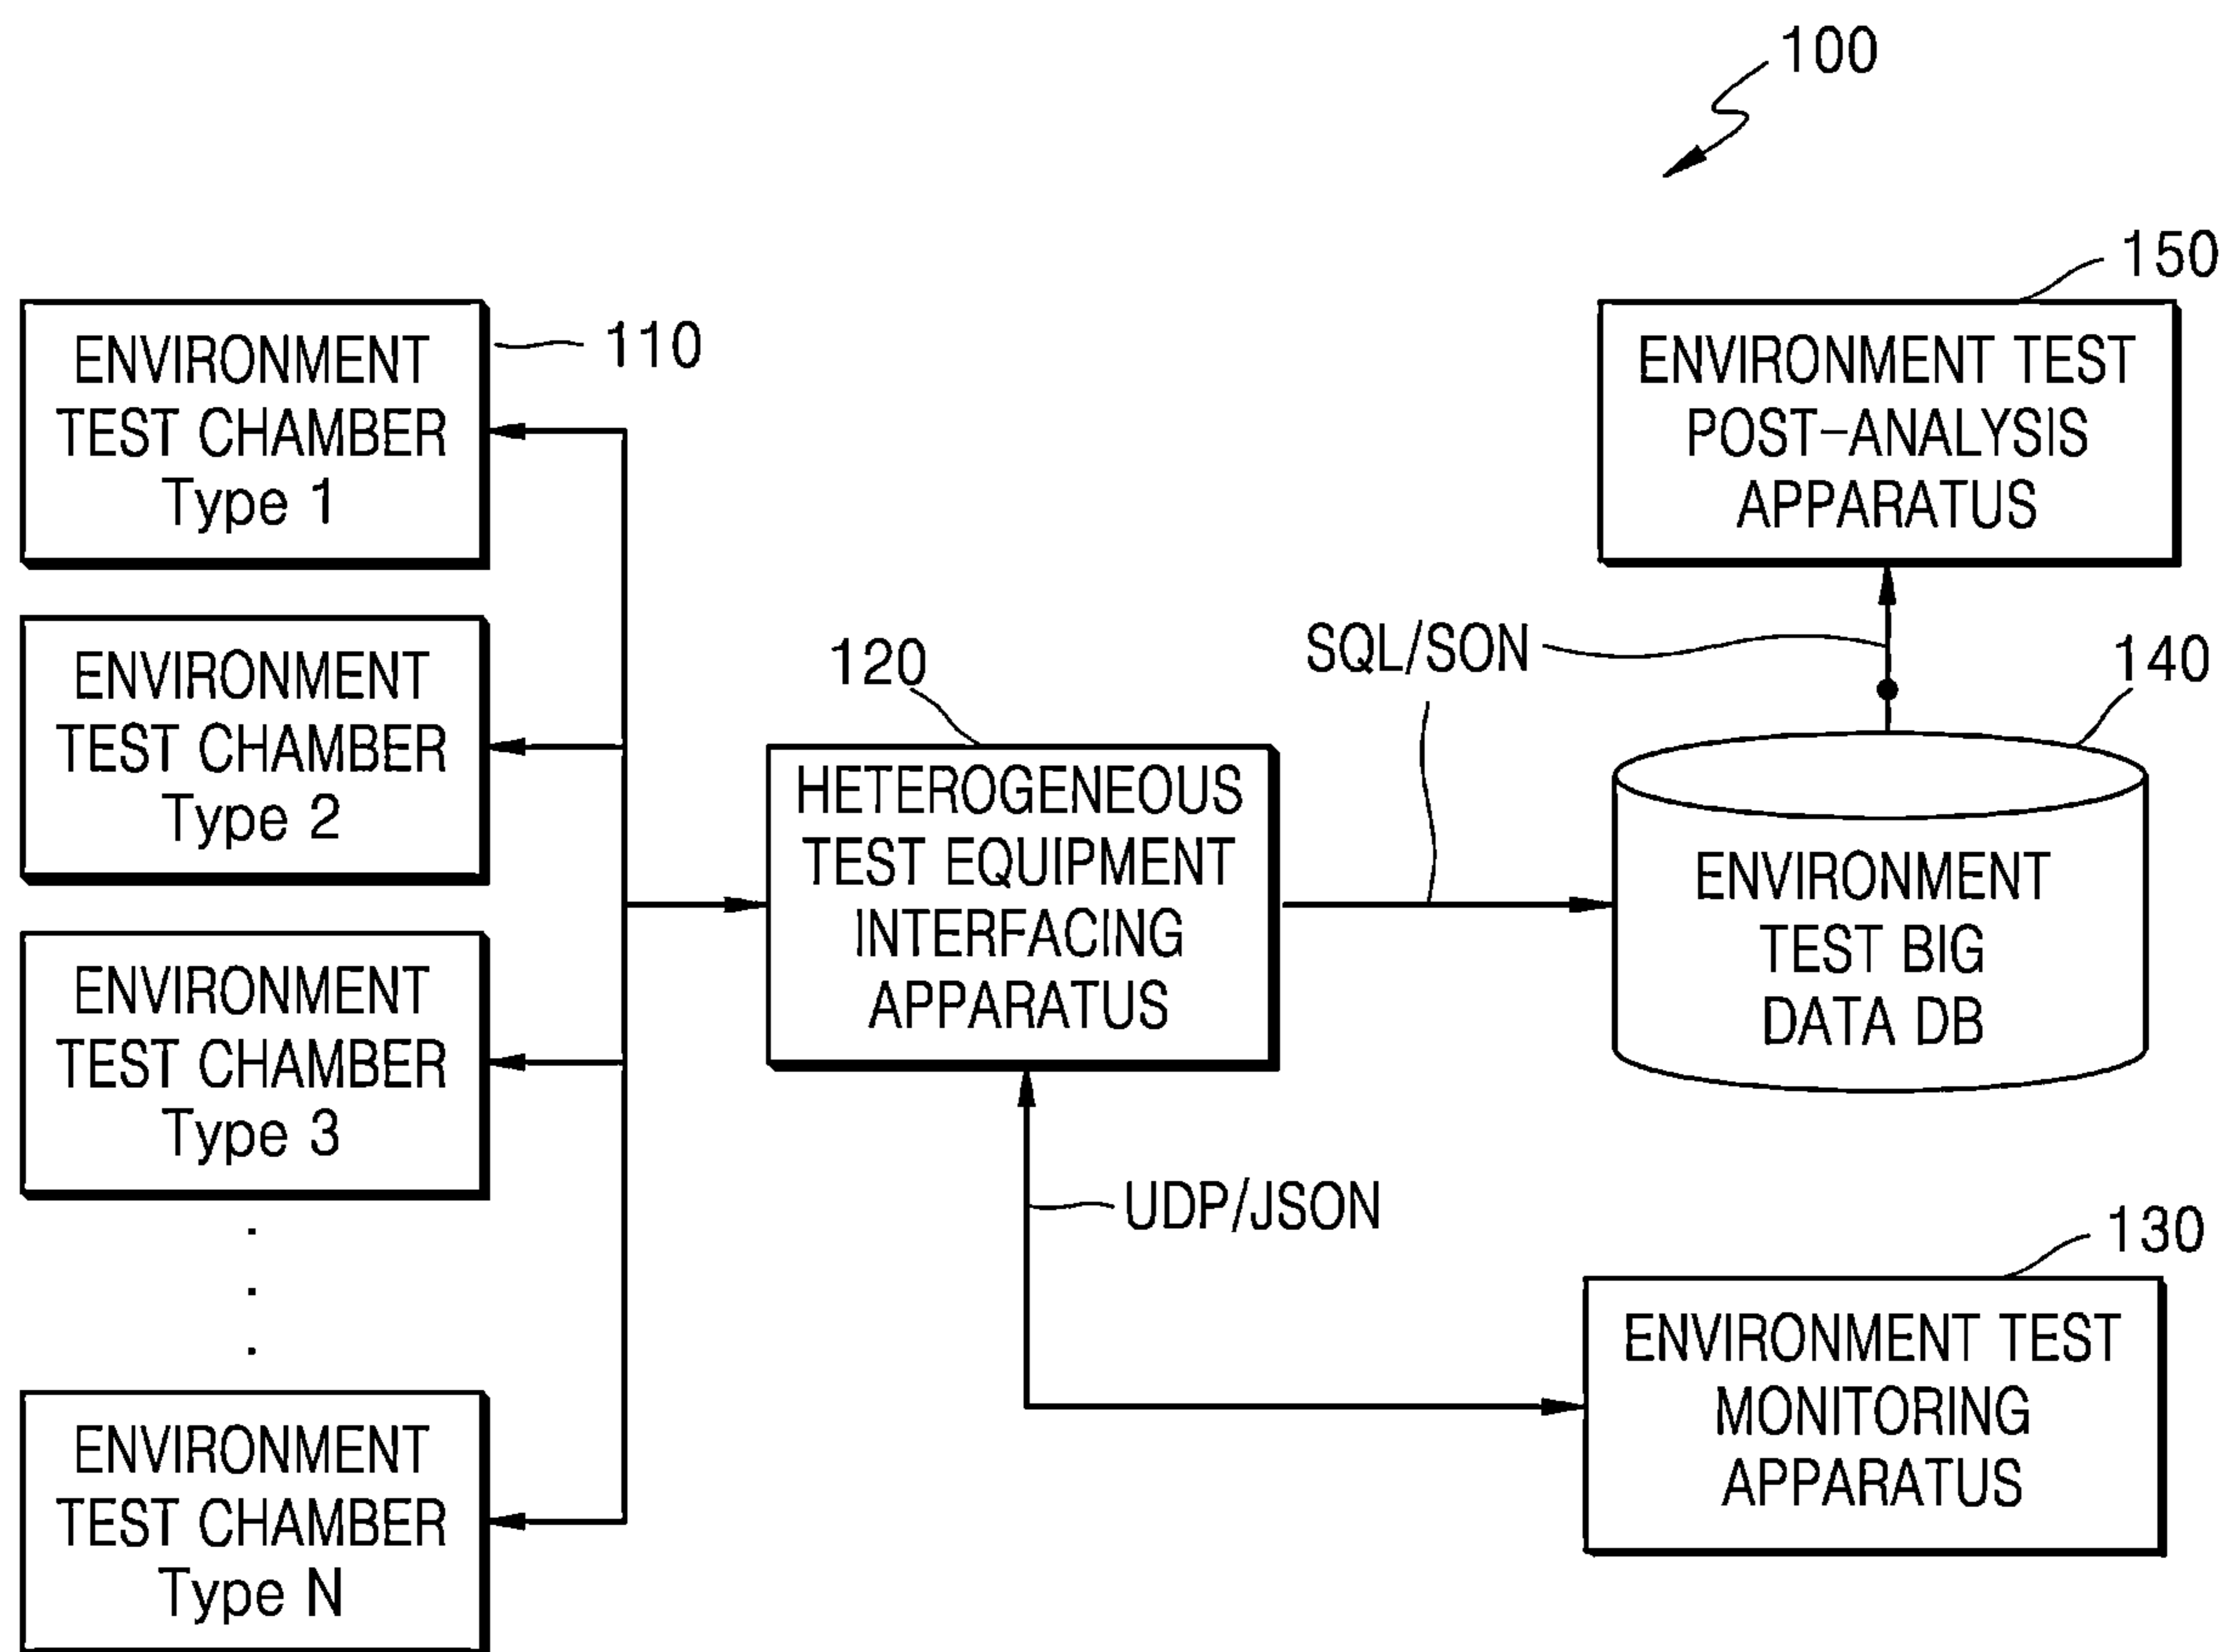 100
ENVIRONMENT
TEST CHAMBER
Type 1
110
ENVIRONMENT
TEST CHAMBER
Type 2
ENVIRONMENT
TEST CHAMBER
Type 3
ENVIRONMENT
TEST CHAMBER
Type N
120
HETEROGENEOUS
TEST EQUIPMENT
INTERFACING
APPARATUS
SQL/SON
UDP/JSON
150
ENVIRONMENT TEST
POST-ANALYSIS
APPARATUS
140
ENVIRONMENT
TEST BIG
DATA DB
130
ENVIRONMENT TEST
MONITORING
APPARATUS